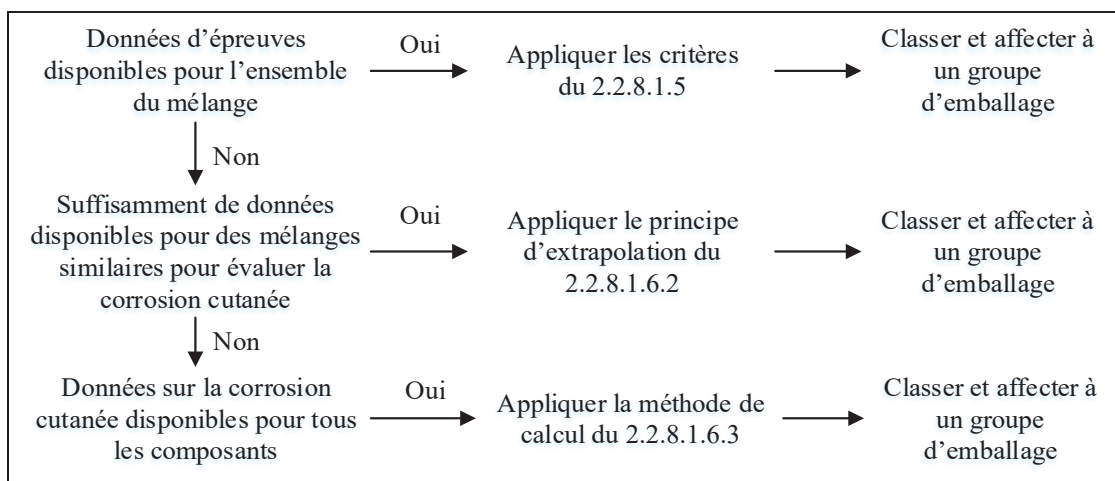 Données d'épreuves
disponibles pour l'ensemble
du mélange
Oui
Appliquer les critères
du 2.2.8.1.5
Classer et affecter à
un groupe
d'emballage
Non
Suffisamment de données
disponibles pour des mélanges
similaires pour évaluer la
corrosion cutanée
Oui
Appliquer le principe
d'extrapolation du
2.2.8.1.6.2
Classer et affecter à
un groupe
d'emballage
Non
Données sur la corrosion
cutanée disponibles pour tous
les composants
Oui
Appliquer la méthode de
calcul du 2.2.8.1.6.3
Classer et affecter à
un groupe
d'emballage